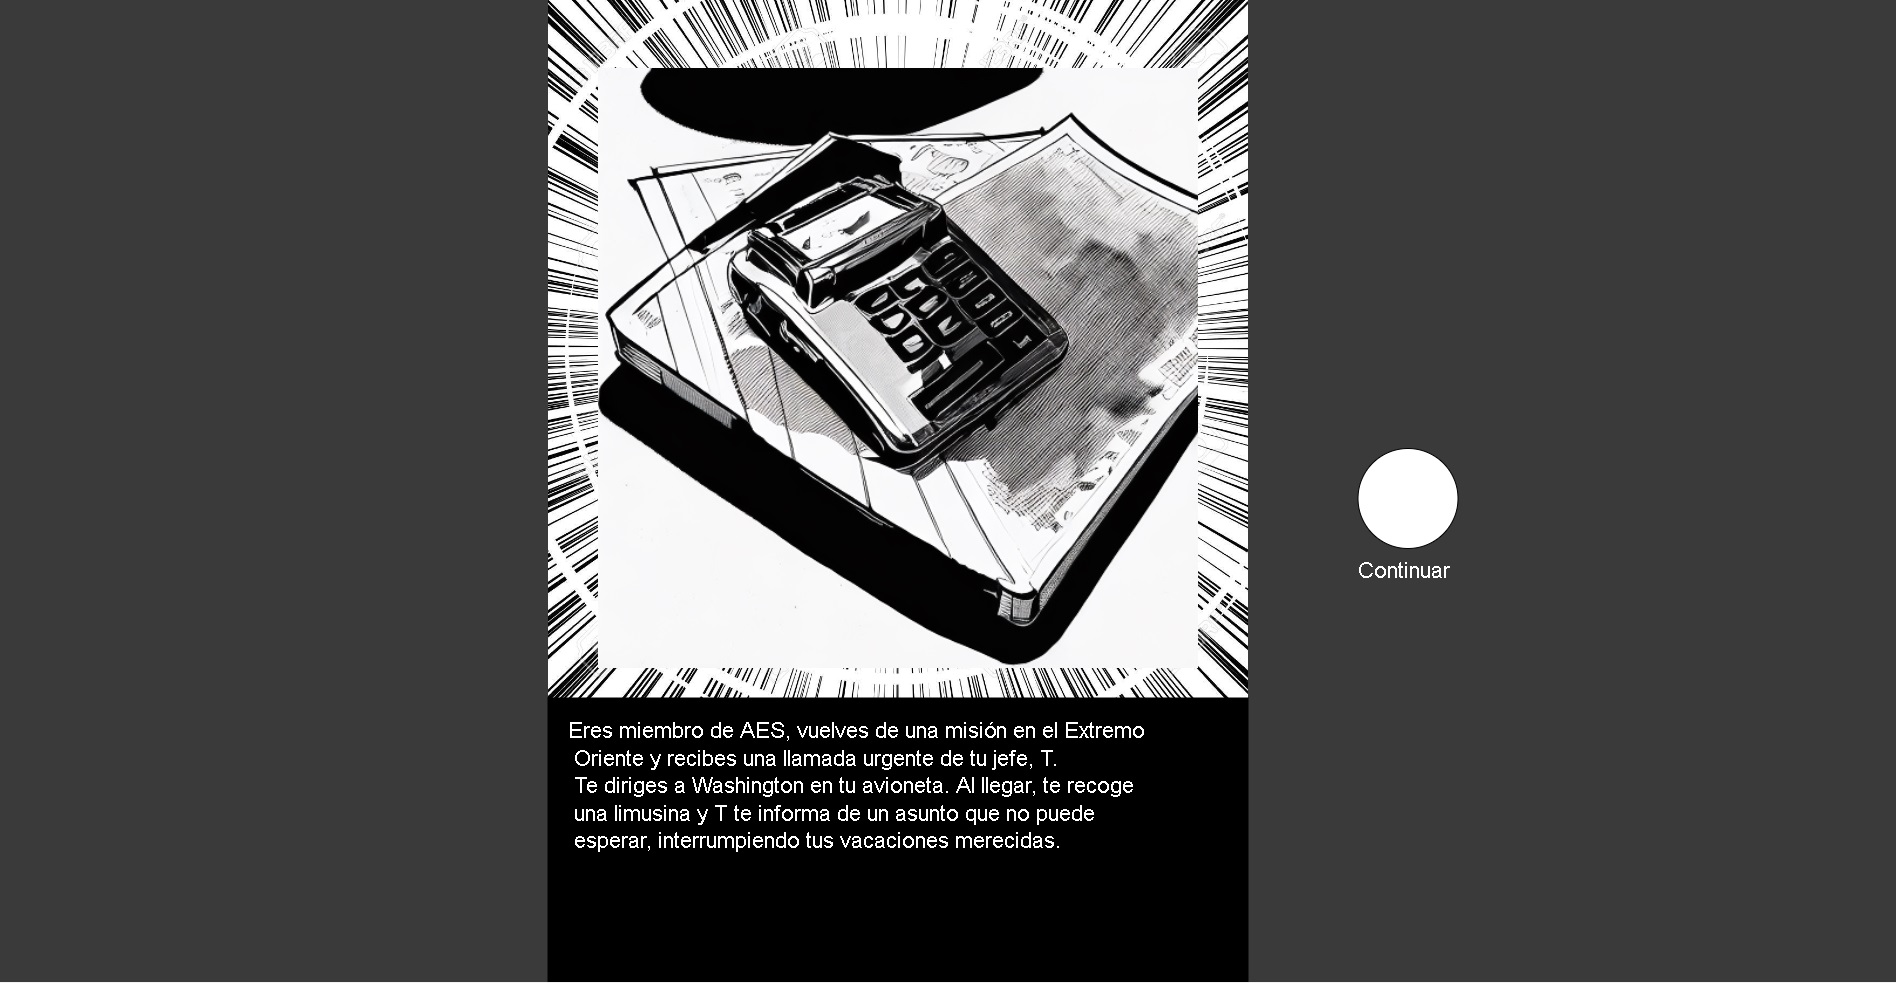 Eres miembro de AES, vuelves de una misión en el Extremo
Oriente y recibes una llamada urgente de tu jefe, T.
Te diriges a Washington en tu avioneta. Al llegar, te recoge
una limusina y T te informa de un asunto que no puede
esperar, interrumpiendo tus vacaciones merecidas.
Continuar